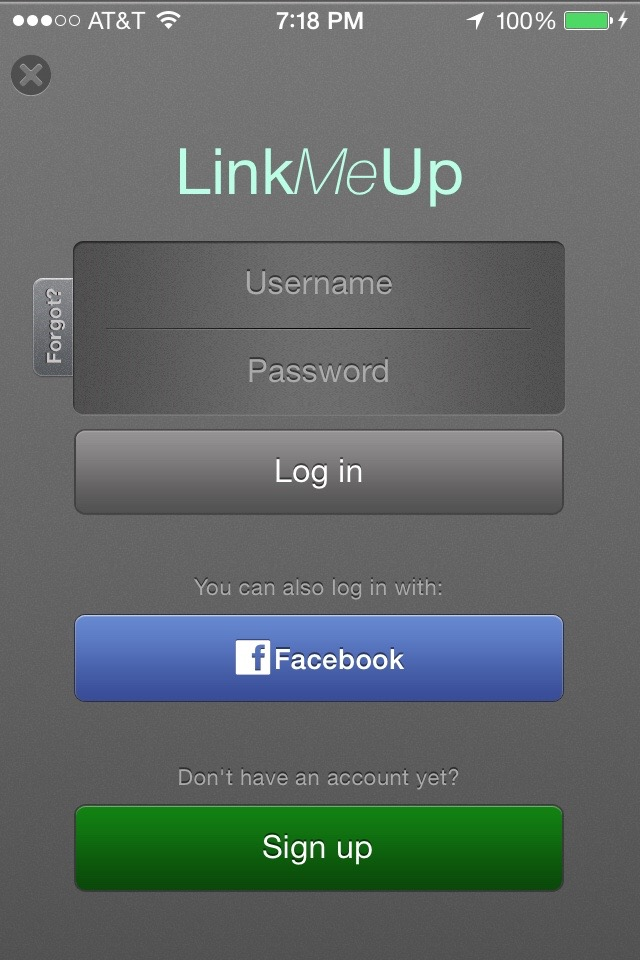 AT&T 7:18 PM 100%
LinkMeUp
Username
Forgot?
Password
Log in
You can also log in with:
f Facebook
Don't have an account yet?
Sign up